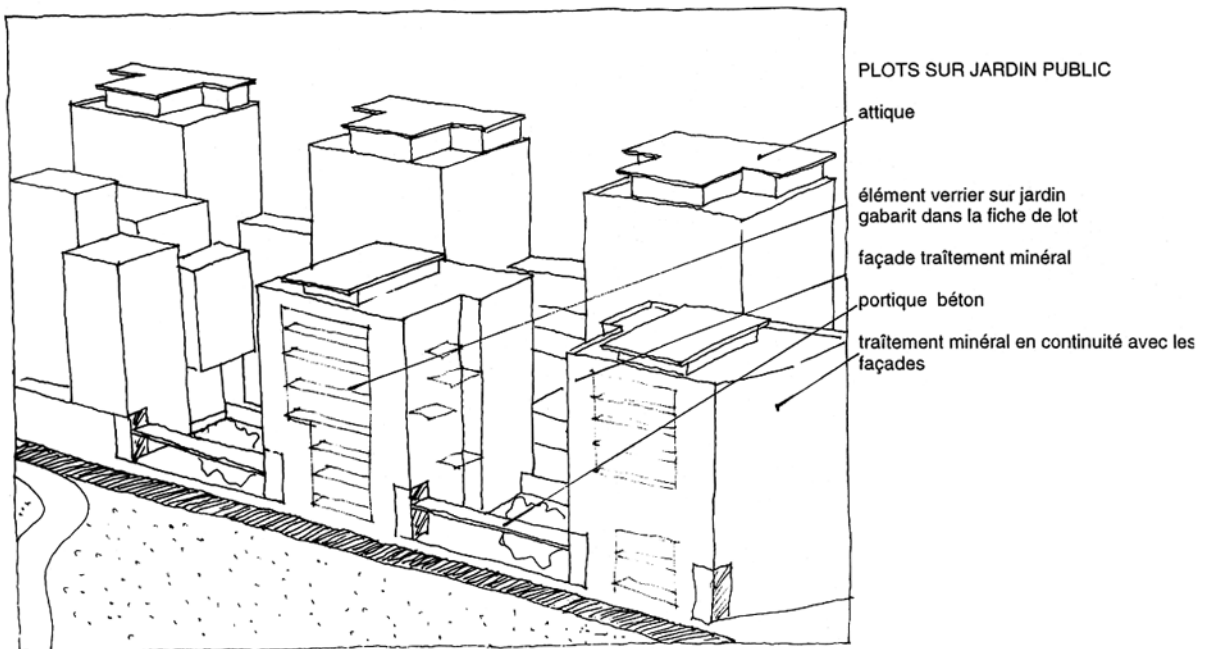 PLOTS SUR JARDIN PUBLIC
attique
élément verrier sur jardin
gabarit dans la fiche de lot
façade traîtement minéral
portique béton
traîtement minéral en continuité avec les
façades